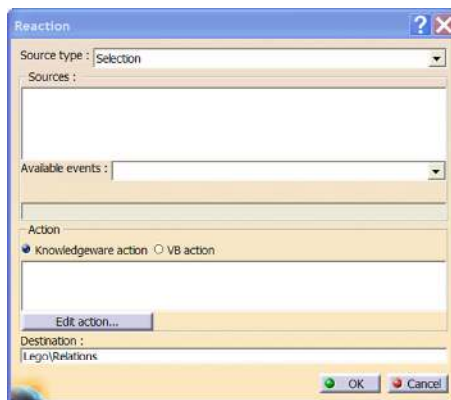 Reaction
Source type : Selection
Sources :
Available events :
Action
Knowledgeware action VB action
Edit action...
Destination :
Lego\Relations
OK Cancel